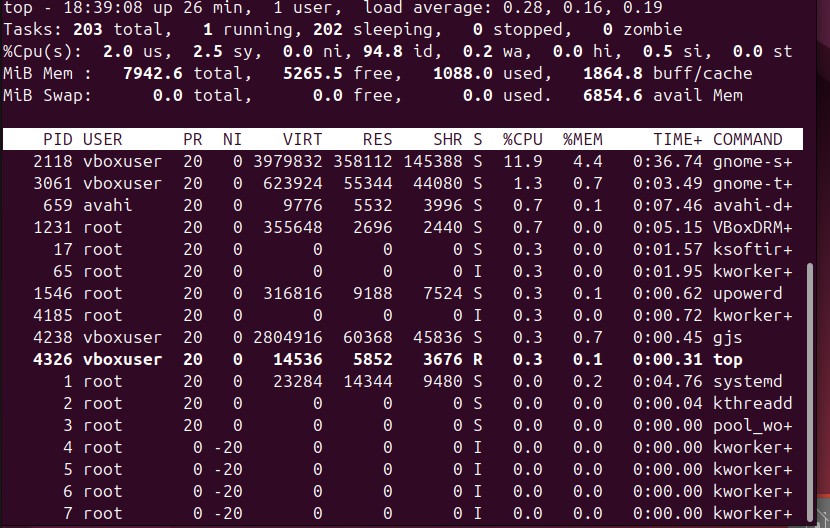 top - 18:39:08 up 26 min,  1 user,  load average: 0.28, 0.16, 0.19
Tasks: 203 total,   1 running, 202 sleeping,   0 stopped,   0 zombie
%Cpu(s):  2.0 us,  2.5 sy,  0.0 ni, 94.8 id,  0.2 wa,  0.0 hi,  0.5 si,  0.0 st
MiB Mem :   7942.6 total,   5265.5 free,   1088.0 used,   1864.8 buff/cache
MiB Swap:      0.0 total,      0.0 free,      0.0 used.   6854.6 avail Mem
PID USER      PR  NI    VIRT    RES    SHR S  %CPU  %MEM     TIME+ COMMAND
2118 vboxuser  20   0 3979832 358112 145388 S  11.9   4.4   0:36.74 gnome-s+
3061 vboxuser  20   0  623924  55344  44080 S   1.3   0.7   0:03.49 gnome-t+
659 avahi     20   0    9776   5532   3996 S   0.7   0.1   0:07.46 avahi-d+
1231 root      20   0  355648   2696   2440 S   0.7   0.0   0:05.15 VBoxDRM+
17 root      20   0       0      0      0 S   0.3   0.0   0:01.57 ksoftir+
65 root      20   0       0      0      0 I   0.3   0.0   0:01.95 kworker+
1546 root      20   0  316816   9188   7524 S   0.3   0.1   0:00.62 upowerd
4185 root      20   0       0      0      0 I   0.3   0.0   0:00.72 kworker+
4238 vboxuser  20   0 2804916  60368  45836 S   0.3   0.7   0:00.45 gjs
4326 vboxuser  20   0   14536   5852   3676 R   0.3   0.1   0:00.31 top
1 root      20   0   23284  14344   9480 S   0.0   0.2   0:04.76 systemd
2 root      20   0       0      0      0 S   0.0   0.0   0:00.04 kthreadd
3 root      20   0       0      0      0 S   0.0   0.0   0:00.00 pool_wo+
4 root       0 -20       0      0      0 I   0.0   0.0   0:00.00 kworker+
5 root       0 -20       0      0      0 I   0.0   0.0   0:00.00 kworker+
6 root       0 -20       0      0      0 I   0.0   0.0   0:00.00 kworker+
7 root       0 -20       0      0      0 I   0.0   0.0   0:00.00 kworker+